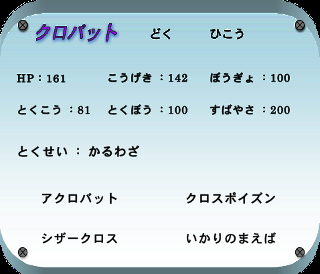 クロバット どく ひこう
HP：161 こうげき：142 ぼうぎょ：100
とくこう：81 とくぼう：100 すばやさ：200
とくせい：かるわざ
アクロバット クロスポイズン
シザークロス いかりのまえば